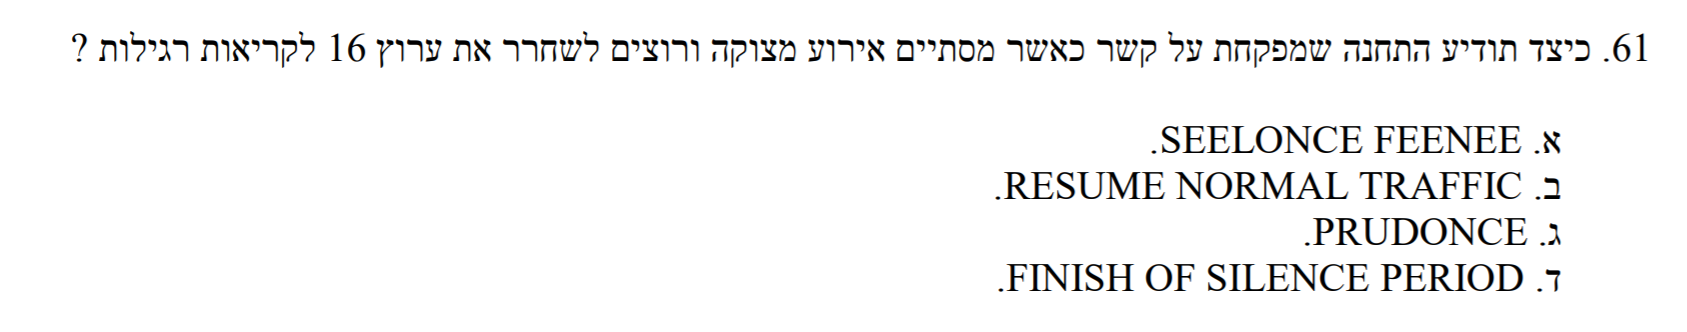 61. כיצד תודיע התחנה שמפקחת על קשר כאשר מסתיים אירוע מצוקה ורוצים לשחרר את ערוץ 16 לקריאות רגילות ?
א. SEELONCE FEENEE.
ב. RESUME NORMAL TRAFFIC.
ג. PRUDONCE.
ד. FINISH OF SILENCE PERIOD.